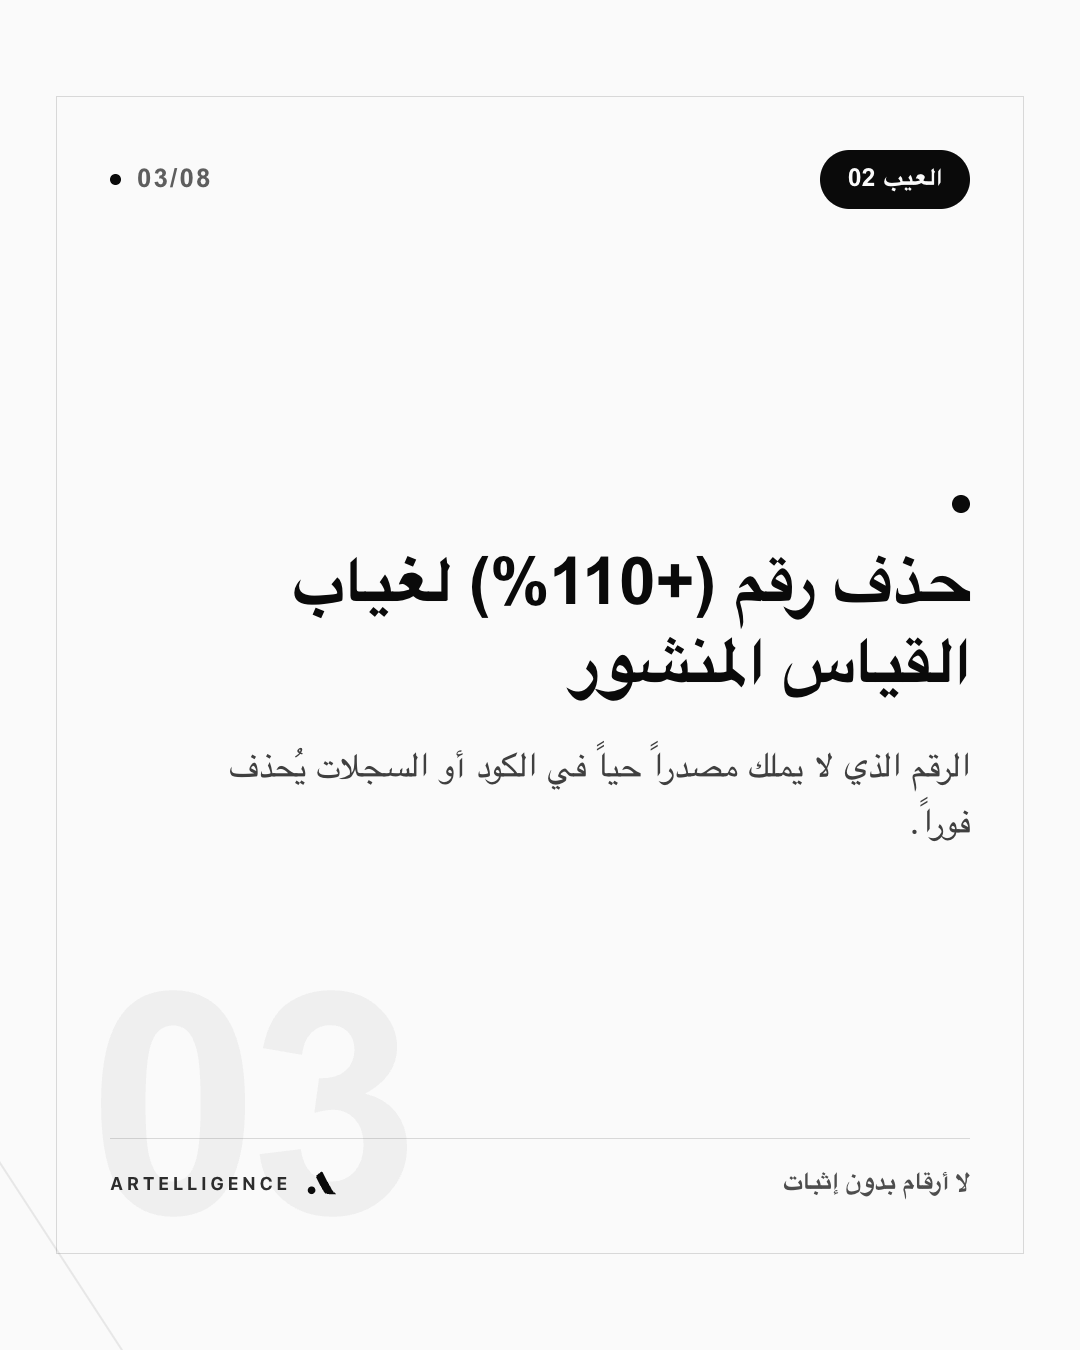 العيب 02
03/08
حذف رقم (+110%) لغياب
القياس المنشور
الرقم الذي لا يملك مصدراً حياً في الكود أو السجلات يُحذف
فوراً.
03
لا أرقام بدون إثبات
ARTELLIGENCE